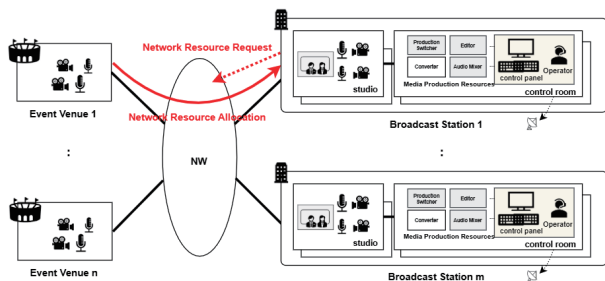 Network Resource Request
Network Resource Allocation
Event Venue 1
:
NW
Production
Switcher
Editor
Converter
Audio Mixer
Media Production Resources
control panel
Operator
studio
control room
Broadcast Station 1
:
Event Venue n
Production
Switcher
Editor
Converter
Audio Mixer
Media Production Resources
control panel
Operator
studio
control room
Broadcast Station m